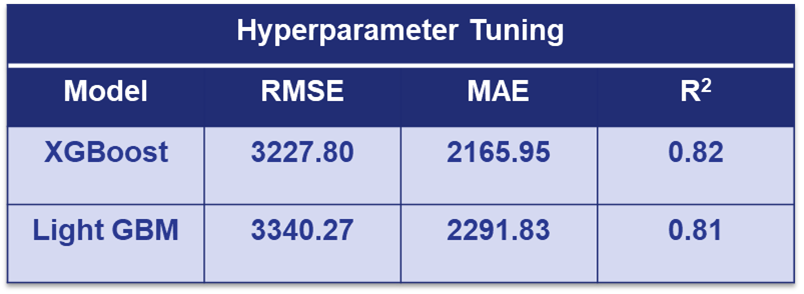 Hyperparameter Tuning
Model RMSE MAE R²
XGBoost 3227.80 2165.95 0.82
Light GBM 3340.27 2291.83 0.81